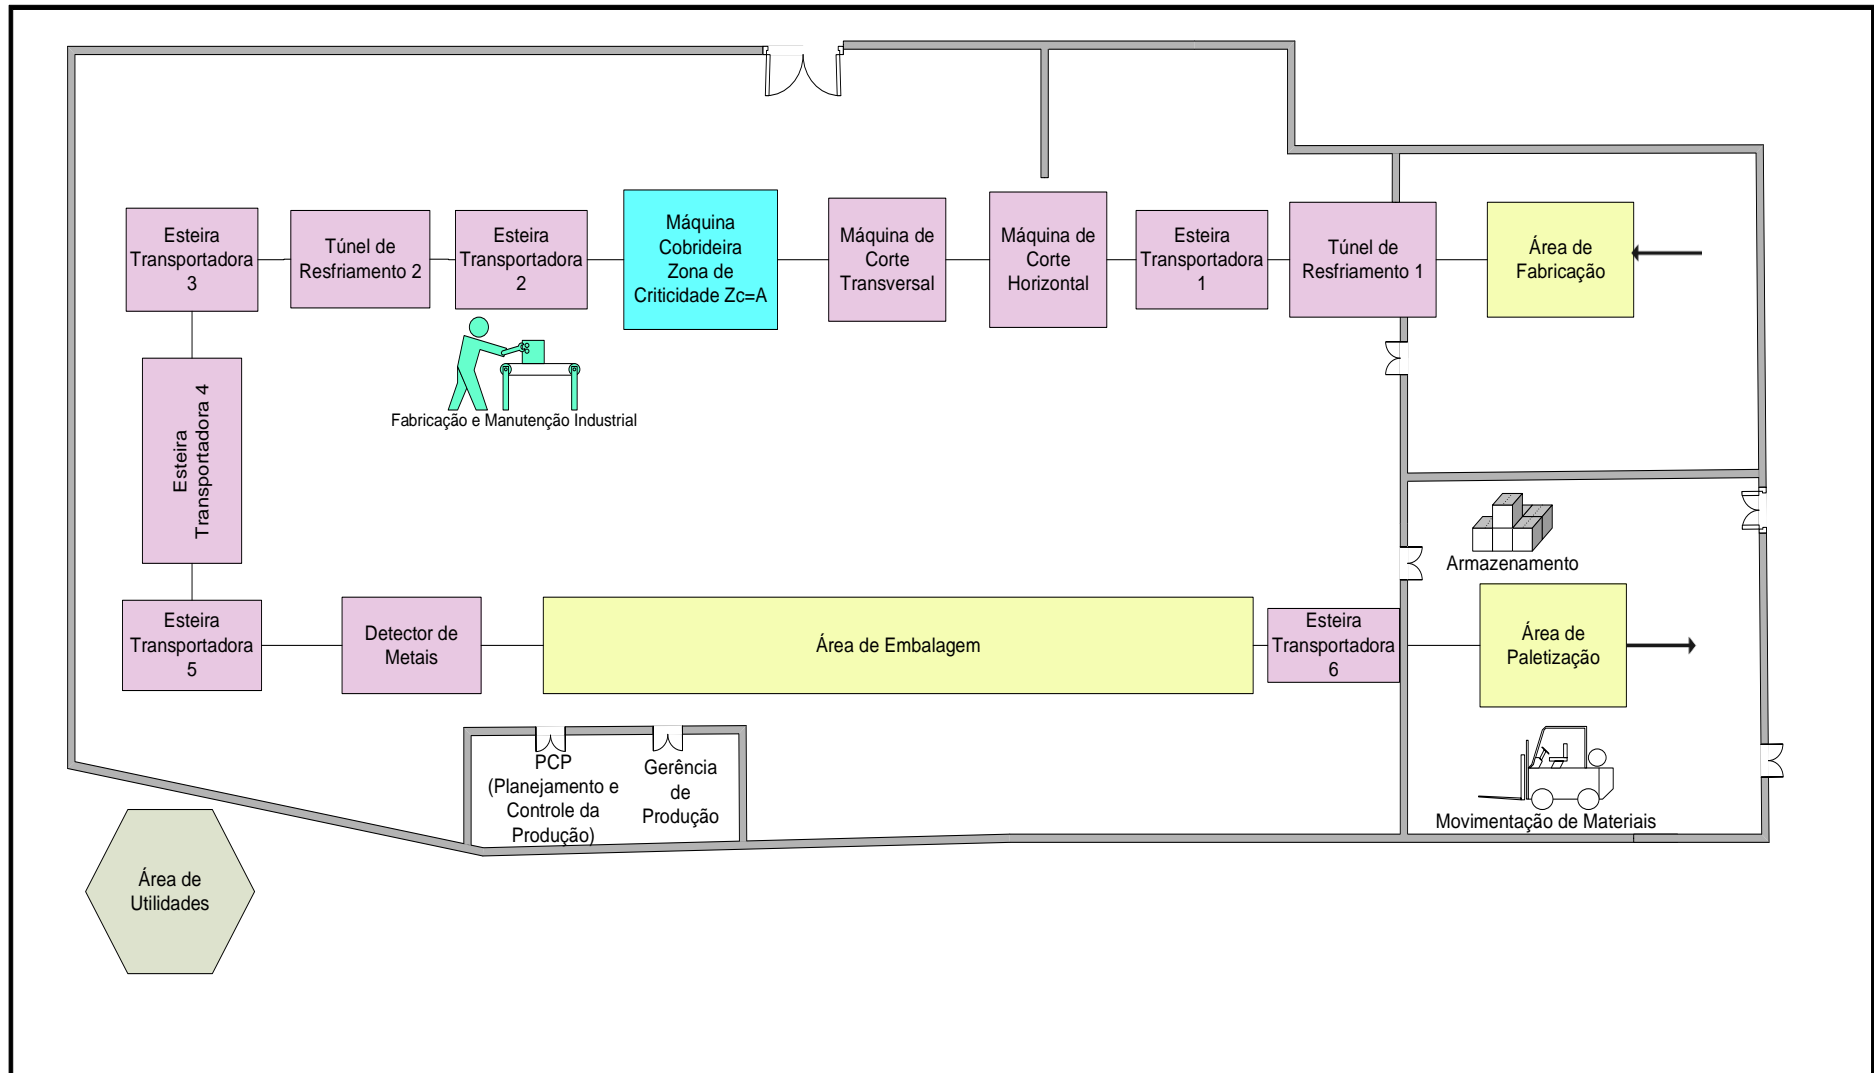 Esteira
Transportadora
3
Túnel de
Resfriamento 2
Esteira
Transportadora
2
Máquina
Cobrideira
Zona de
Criticidade Zc=A
Máquina de
Corte
Transversal
Máquina de
Corte
Horizontal
Esteira
Transportadora
1
Túnel de
Resfriamento 1
Área de
Fabricação
Fabricação e Manutenção Industrial
Esteira
Transportadora 4
Armazenamento
Esteira
Transportadora
5
Detector de
Metais
Área de Embalagem
Esteira
Transportadora
6
Área de
Paletização
PCP
(Planejamento e
Controle da
Produção)
Gerência
de
Produção
Movimentação de Materiais
Área de
Utilidades